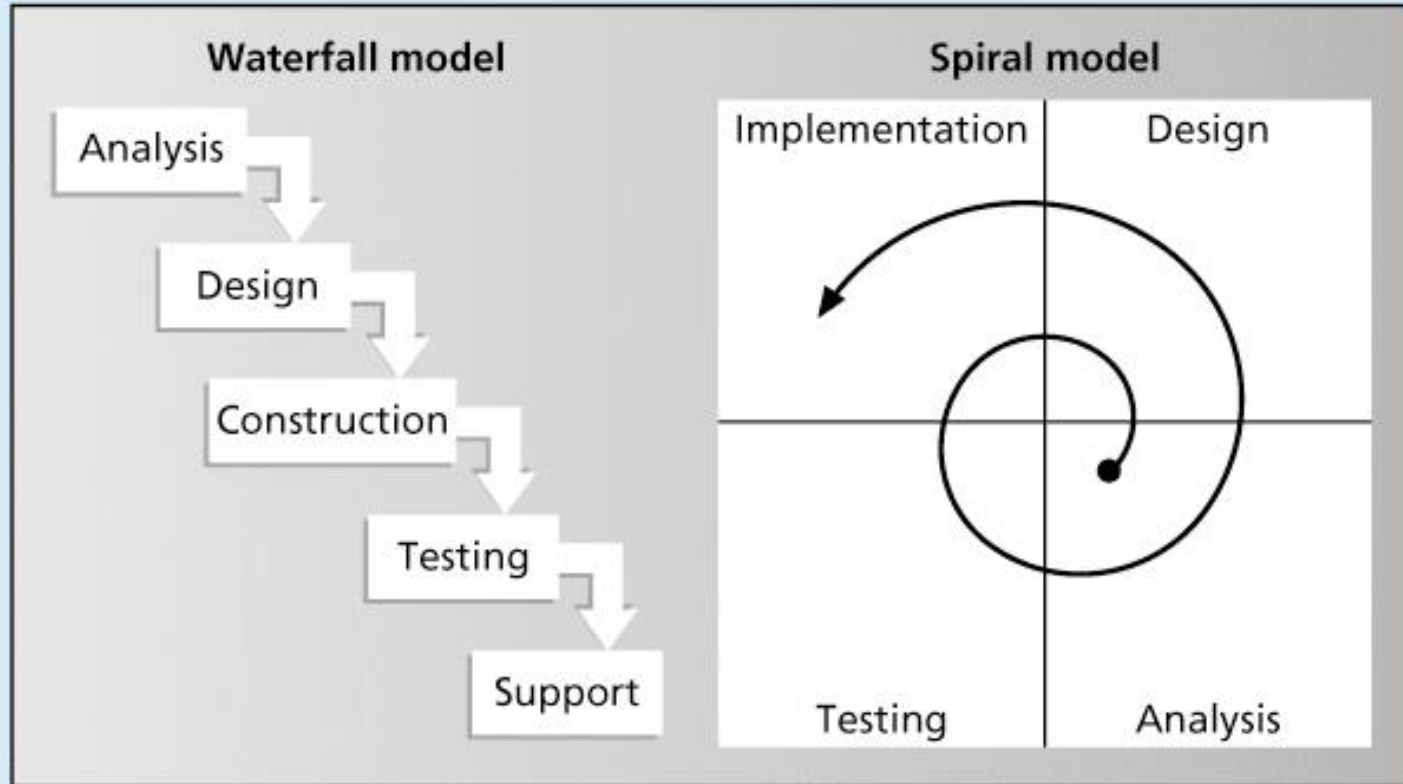 Waterfall model
Analysis
Design
Construction
Testing
Support
Spiral model
Implementation
Design
Testing
Analysis